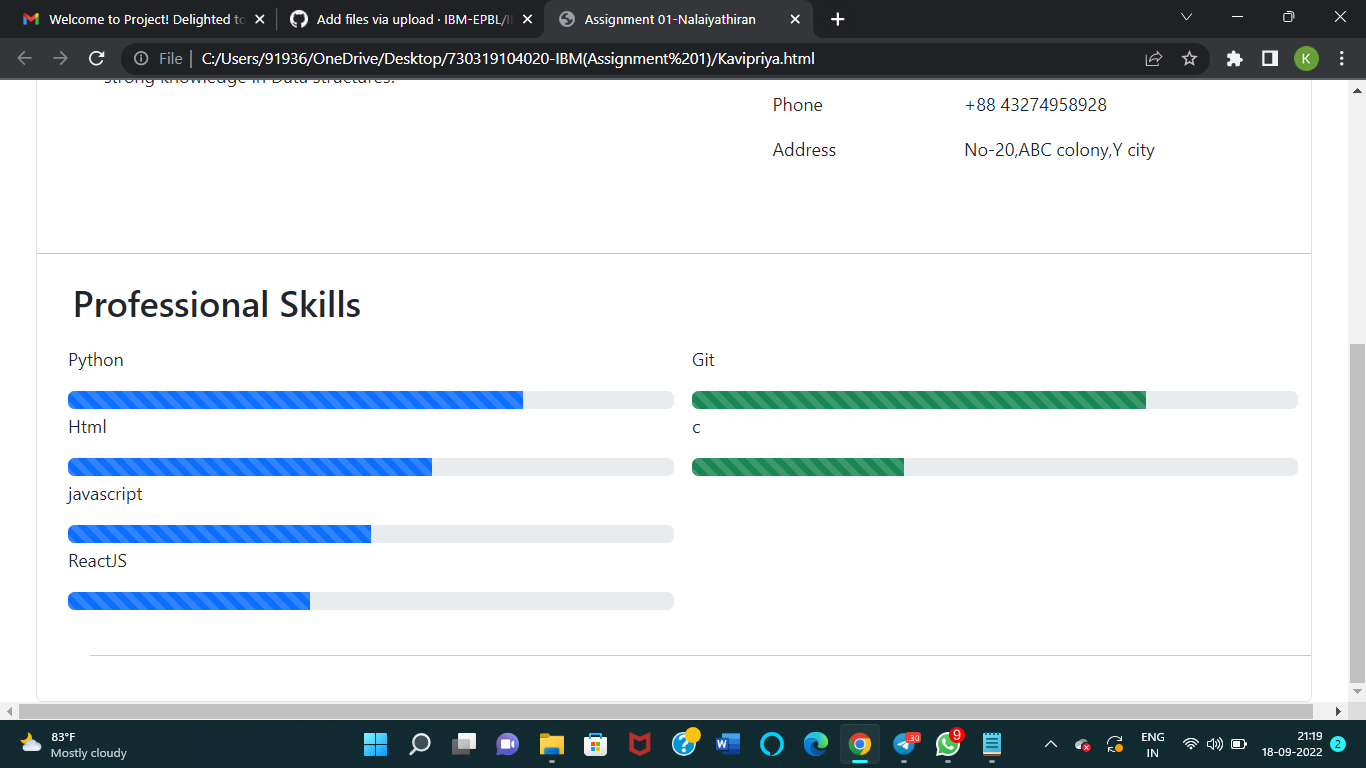 Welcome to Project! Delighted to
Add files via upload · IBM-EPBL/I
Assignment 01-Nalaiyathiran
File
C:/Users/91936/OneDrive/Desktop/730319104020-IBM(Assignment%201)/Kavipriya.html
K
strong knowledge in Data structures.
Phone +88 43274958928
Address No-20,ABC colony,Y city
Professional Skills
Python Git
Html c
javascript
ReactJS
83°F
Mostly cloudy
W
30
9
ENG
IN
21:19
18-09-2022
2